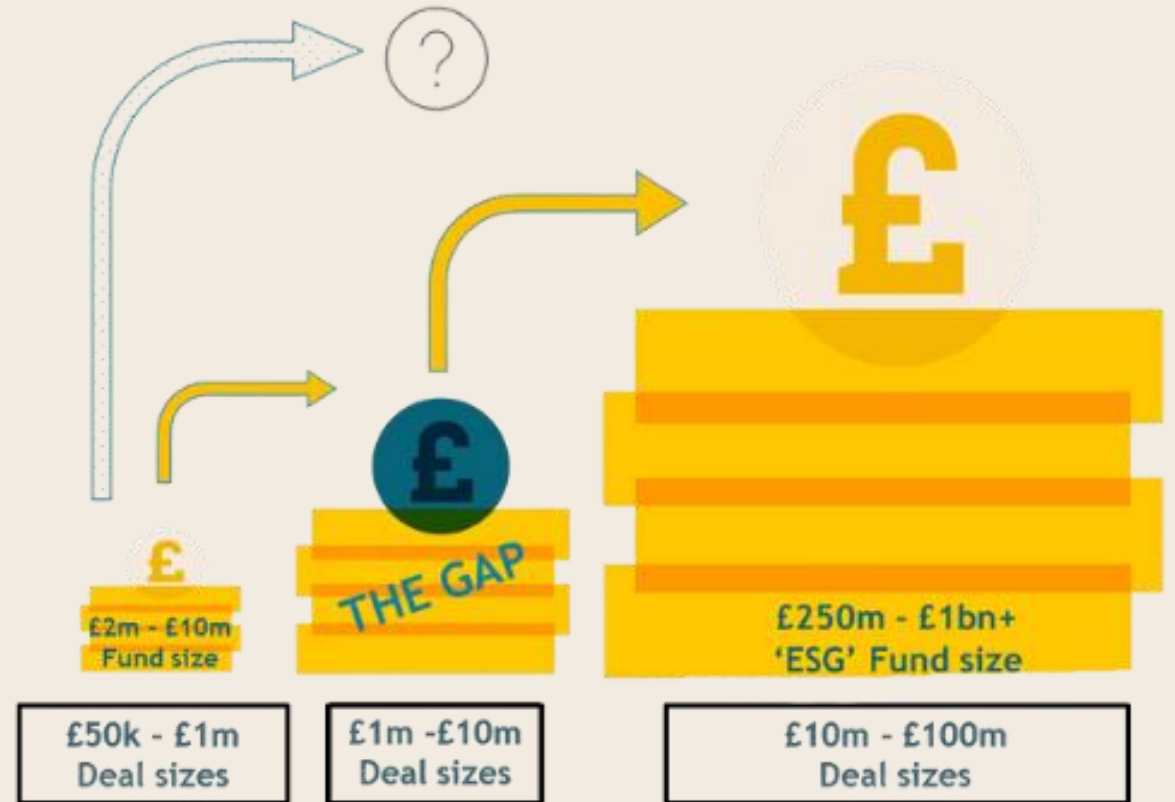 ?
£
£
£
THE GAP
£2m - £10m
Fund size
£250m - £1bn+
‘ESG’ Fund size
£50k - £1m
Deal sizes
£1m -£10m
Deal sizes
£10m - £100m
Deal sizes